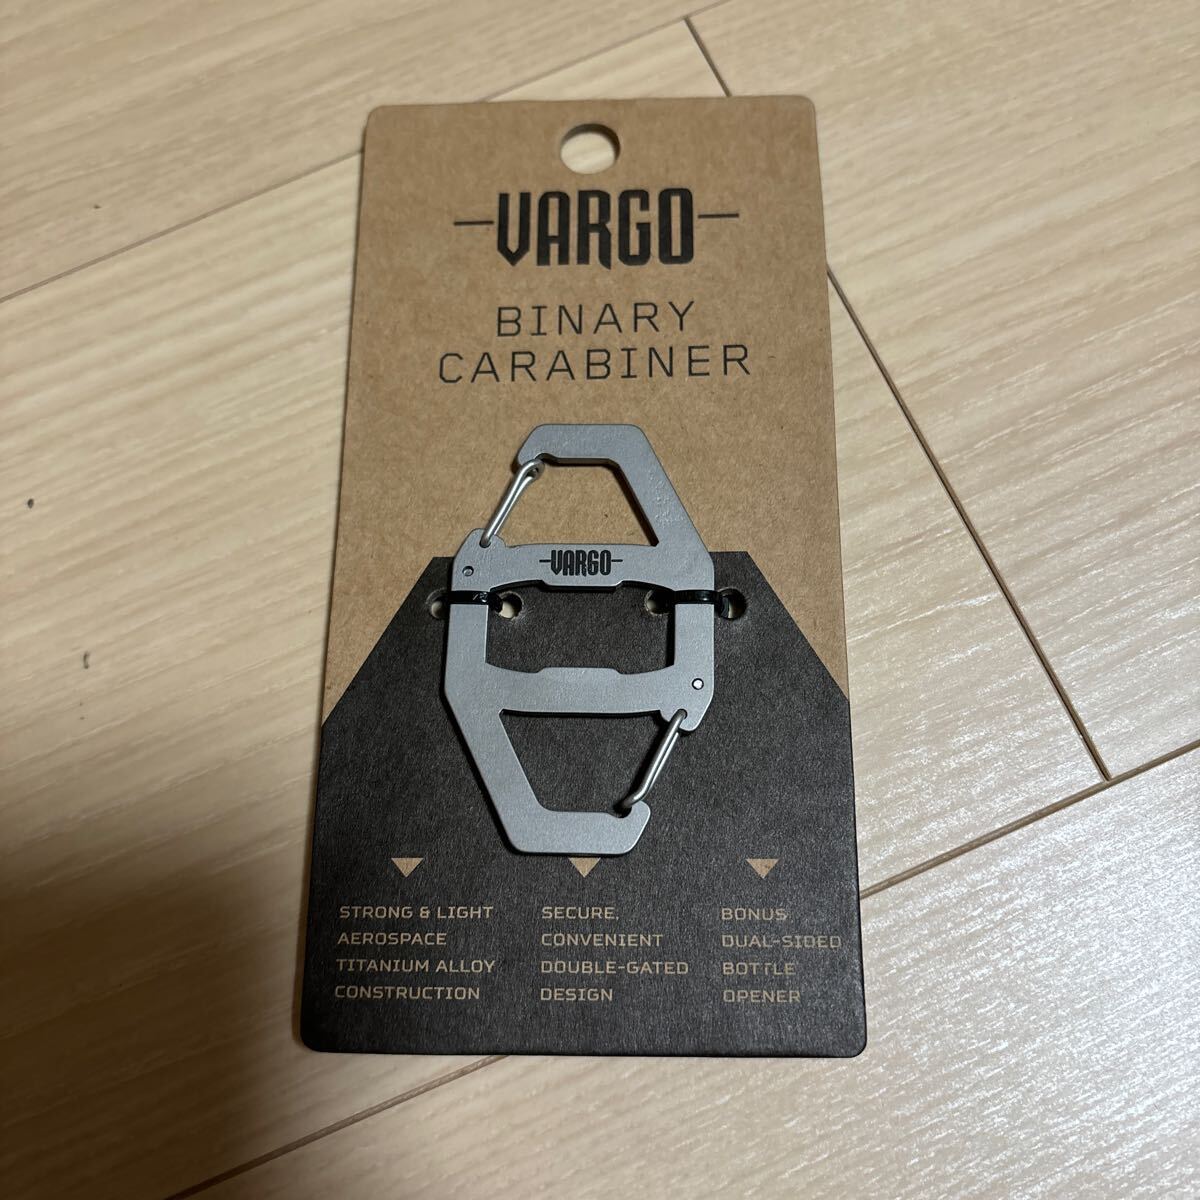 VARGO
BINARY
CARABINER
VARGO
STRONG & LIGHT
AEROSPACE
TITANIUM ALLOY
CONSTRUCTION
SECURE,
CONVENIENT
DOUBLE-GATED
DESIGN
BONUS
DUAL-SIDED
BOTTLE
OPENER